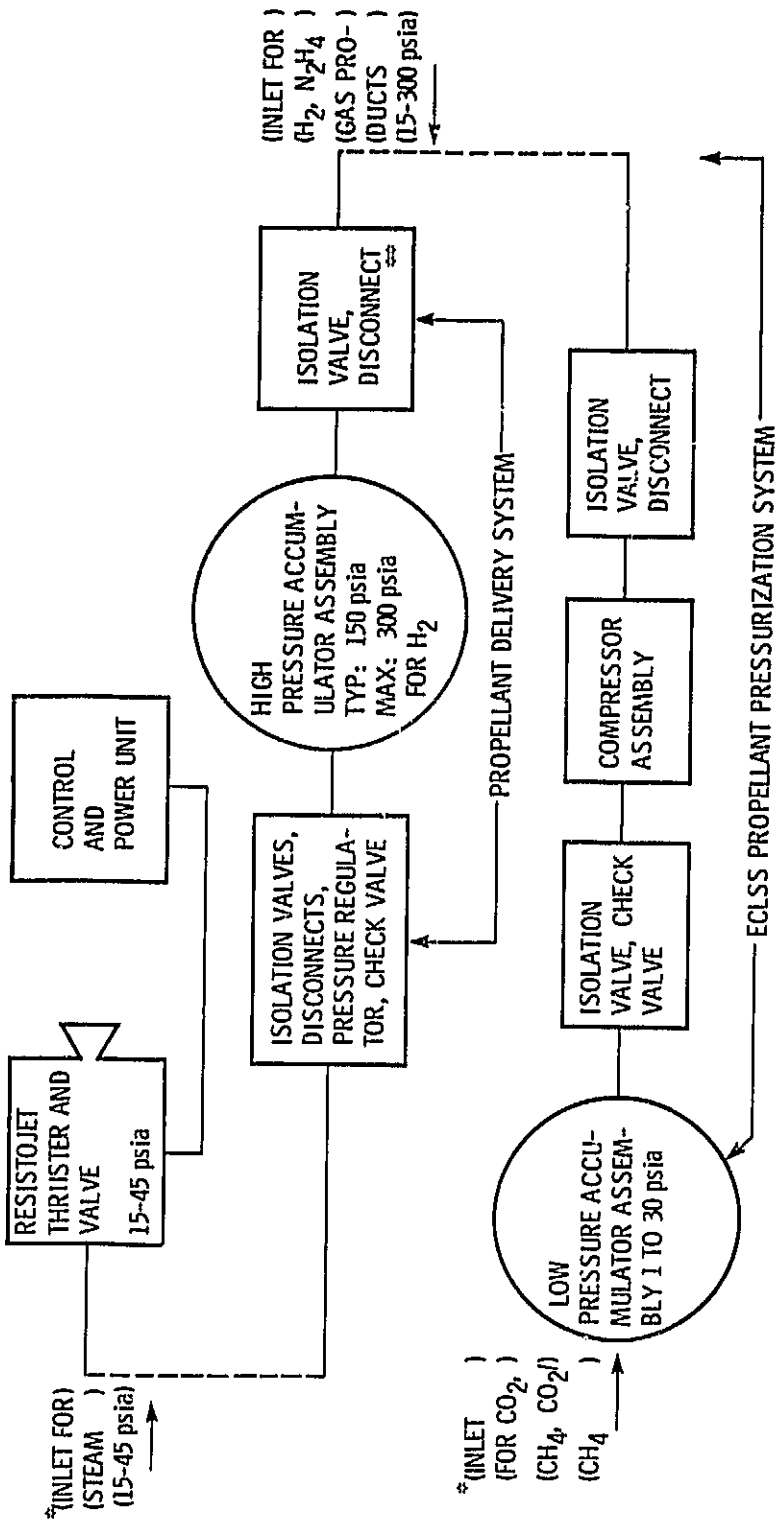 *(INLET FOR)
(STEAM )
(15-45 psia)
RESISTOJET
THRUSTER AND
VALVE
15-45 psia
CONTROL
AND
POWER UNIT
ISOLATION VALVES,
DISCONNECTS,
PRESSURE REGULA-
TOR, CHECK VALVE
HIGH
PRESSURE ACCUM-
ULATOR ASSEMBLY
TYP: 150 psia
MAX: 300 psia
FOR H₂
ISOLATION
VALVE,
DISCONNECT #
(INLET FOR )
(H₂, N₂H₄
(GAS PRO-)
(DUCTS
(15-300 psia)
PROPELLANT DELIVERY SYSTEM
*(INLET )
(FOR CO₂, )
(CH₄, CO₂/)
(CH₄ )
LOW
PRESSURE ACCU-
MULATOR ASSEM-
BLY 1 TO 30 psia
ISOLATION
VALVE, CHECK
VALVE
COMPRESSOR
ASSEMBLY
ISOLATION
VALVE,
DISCONNECT
ECLSS PROPELLANT PRESSURIZATION SYSTEM